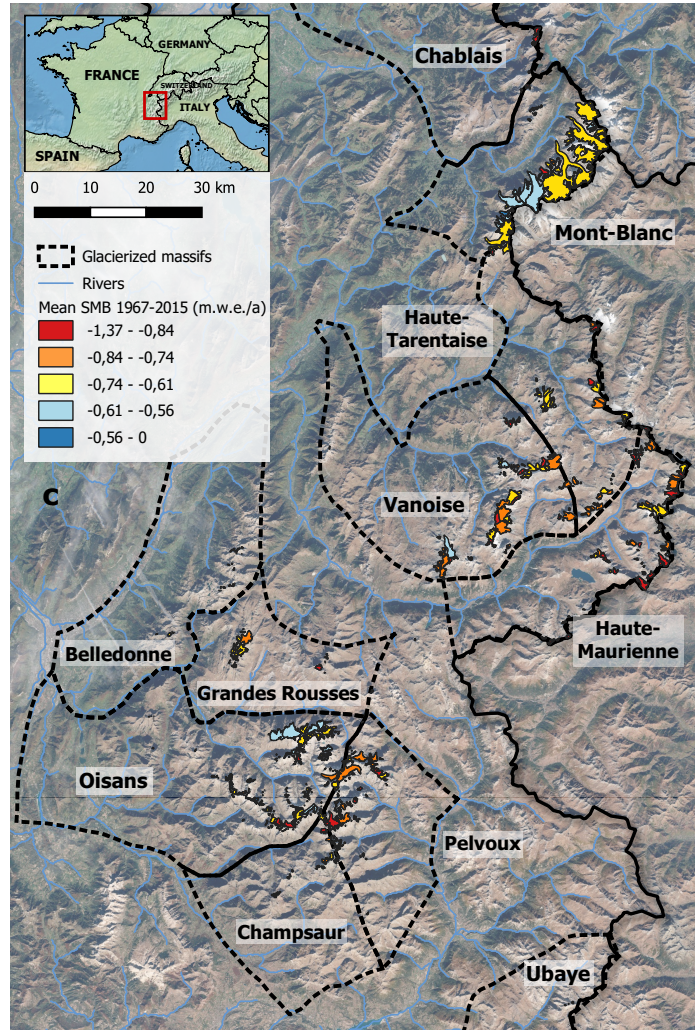 GERMANY
FRANCE
SWITZERLAND
ITALY
SPAIN
0 10 20 30 km
Glacierized massifs
Rivers
Mean SMB 1967-2015 (m.w.e./a)
-1,37 - -0,84
-0,84 - -0,74
-0,74 - -0,61
-0,61 - -0,56
-0,56 - 0
c
Chablais
Mont-Blanc
Haute-
Tarentaise
Vanoise
Haute-
Maurienne
Belledonne
Grandes Rousses
Oisans
Pelvoux
Champsaur
Ubaye